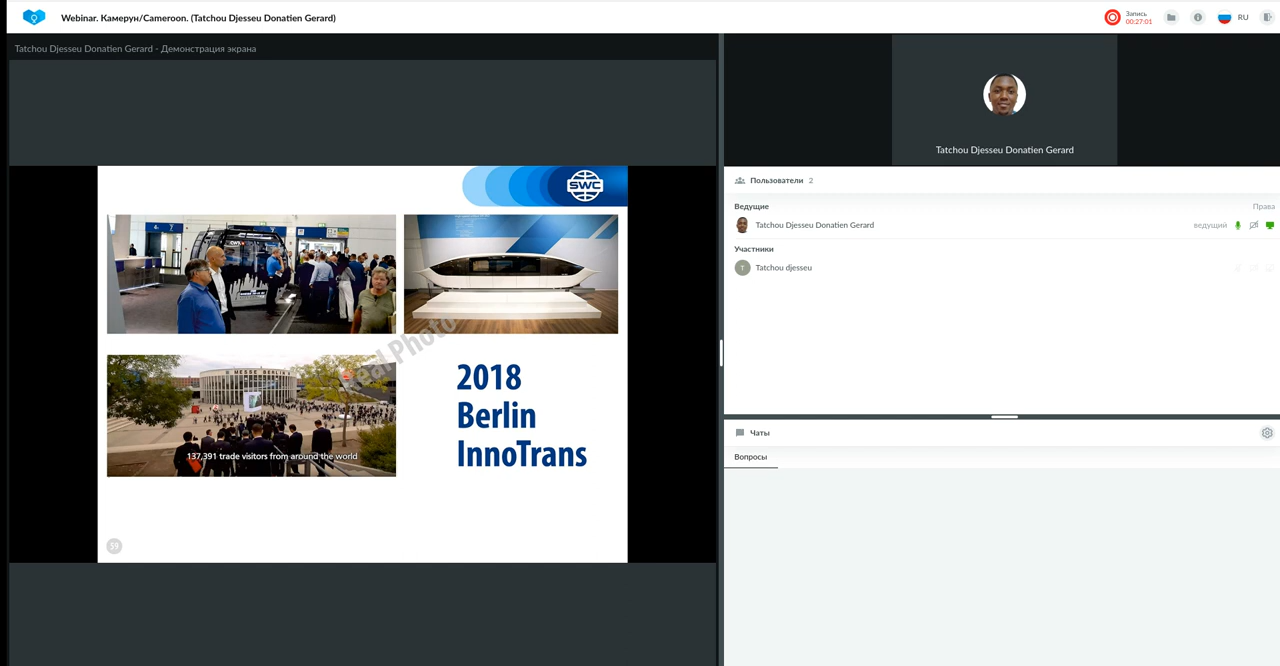 Webinar. Камерун/Cameroon. (Tatchou Djesseu Donatien Gerard)
Запись
00:27:01
RU
Tatchou Djesseu Donatien Gerard - Демонстрация экрана
SWC
137,391 trade visitors from around the world
2018
Berlin
InnoTrans
59
Tatchou Djesseu Donatien Gerard
Пользователи 2
Ведущие Права
Tatchou Djesseu Donatien Gerard ведущий
Участники
T Tatchou djesseu
Чаты
Вопросы